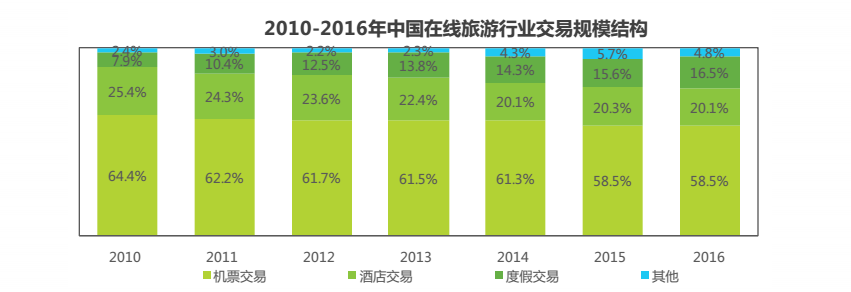 2010-2016年中国在线旅游行业交易规模结构
2.4% 3.0% 2.2% 2.3% 4.3% 5.7% 4.8%
7.9% 10.4% 12.5% 13.8% 14.3% 15.6% 16.5%
25.4% 24.3% 23.6% 22.4% 20.1% 20.3% 20.1%
64.4% 62.2% 61.7% 61.5% 61.3% 58.5% 58.5%
2010 2011 2012 2013 2014 2015 2016
机票交易 酒店交易 度假交易 其他